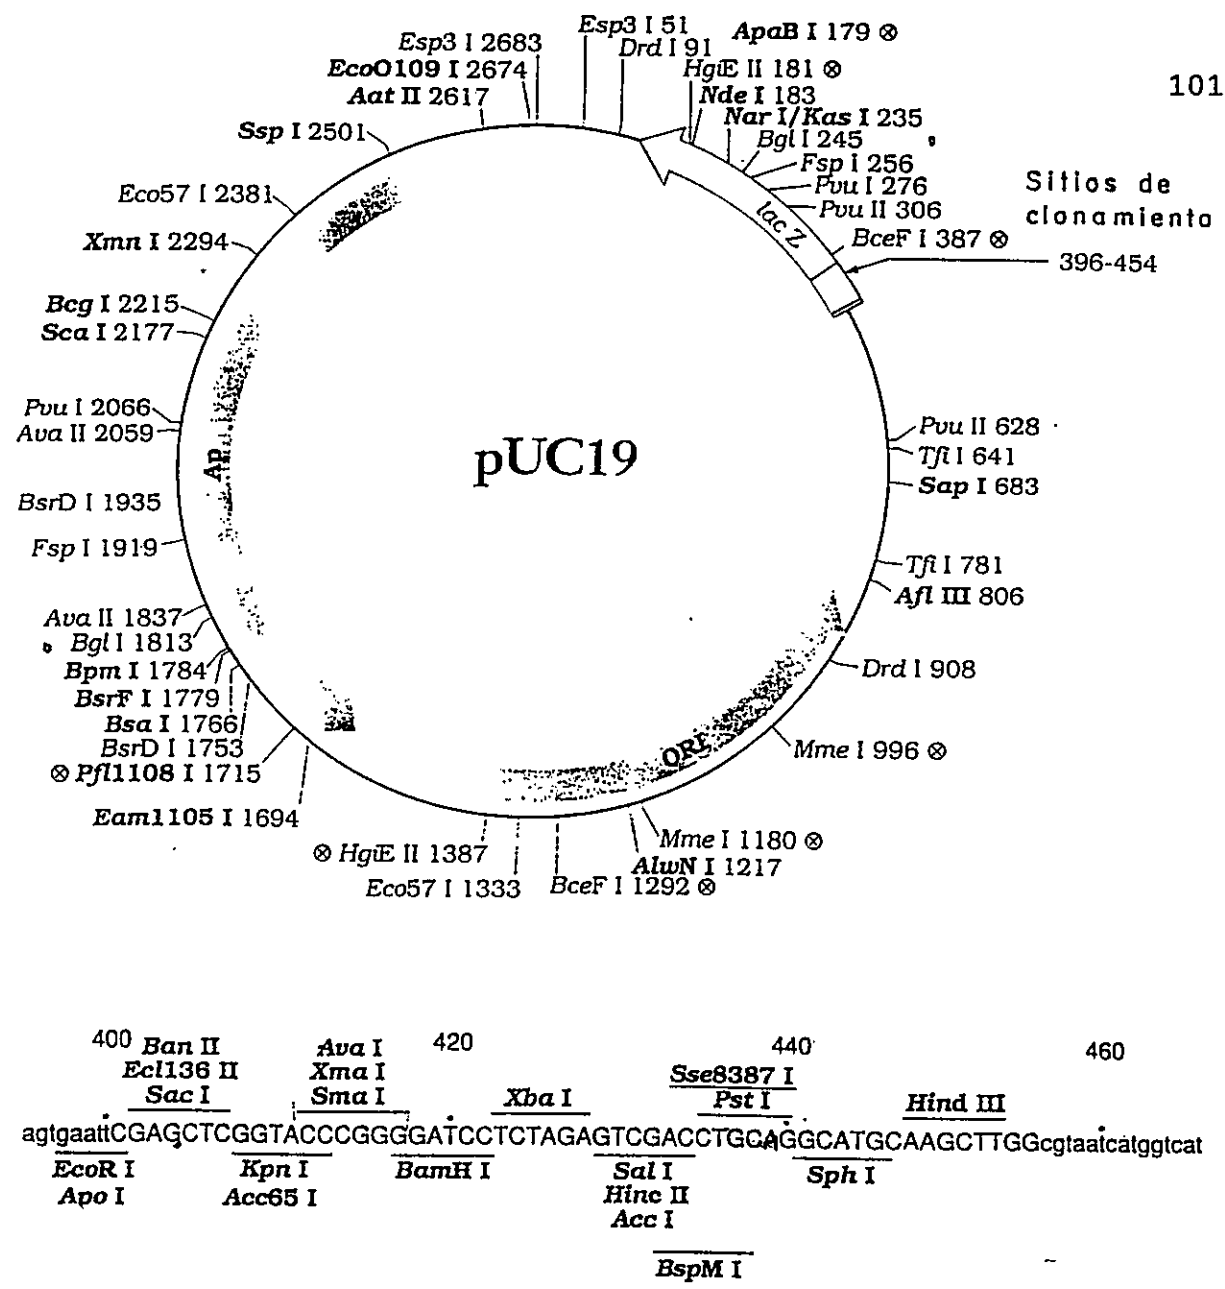 Esp3 I 51
ApaB I 179 ⊗
Esp3 I 2683
Drd I 91
EcoO109 I 2674
HgiE II 181 ⊗
101
Aat II 2617
Nde I 183
Nar I/Kas I 235
Ssp I 2501
Bgl I 245
Fsp I 256
Eco57 I 2381
Pvu I 276
Sitios de
clonamiento
Pvu II 306
Xmn I 2294
BceF I 387 ⊗
396-454
lac Z
Bcg I 2215
Sca I 2177
Pvu I 2066
Ava II 2059
Ap
pUC19
Pvu II 628
Tfi I 641
Sap I 683
BsrD I 1935
Fsp I 1919
Tfi I 781
Afl III 806
Ava II 1837
Bgl I 1813
Bpm I 1784
Drd I 908
BsrF I 1779
Bsa I 1766
BsrD I 1753
ORI
Mme I 996 ⊗
⊗ Pfl1108 I 1715
Eam1105 I 1694
Mme I 1180 ⊗
⊗ HgiE II 1387
AlwN I 1217
Eco57 I 1333
BceF I 1292 ⊗
400 420 440 460
Ban II Ava I
Ecl136 II Xma I Sse8387 I
Sac I Sma I Xba I Pst I Hind III
agtgaattCGAGCTCGGTACCCGGGGATCCTCTAGAGTCGACCTGCAGGCATGCAAGCTTGGcgtaatcatggtcat
EcoR I Kpn I BamH I Sal I Sph I
Apo I Acc65 I Hinc II
Acc I
BspM I